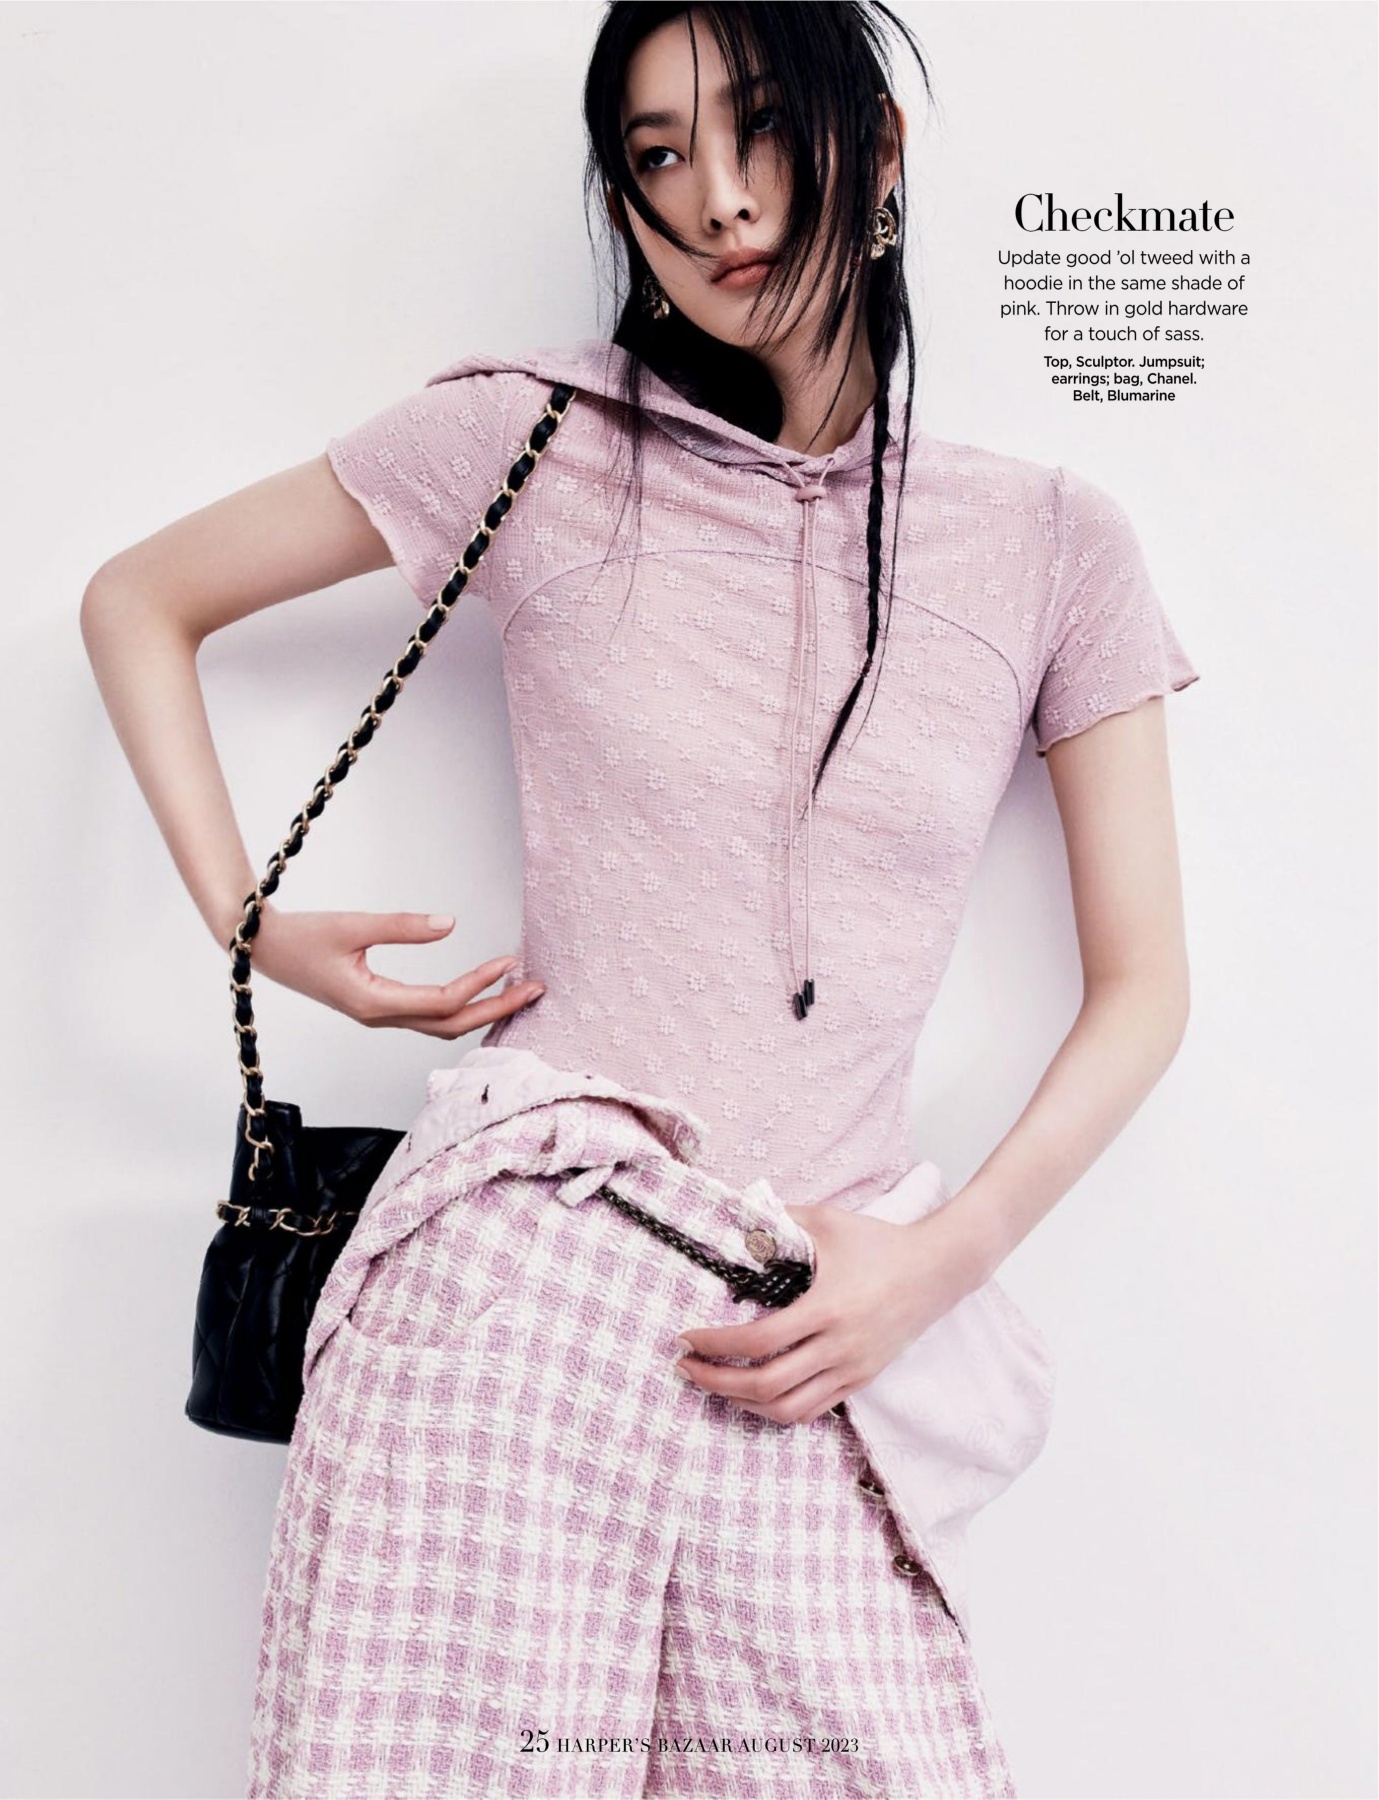 Checkmate
Update good 'ol tweed with a
hoodie in the same shade of
pink. Throw in gold hardware
for a touch of sass.
Top, Sculptor. Jumpsuit;
earrings; bag, Chanel.
Belt, Blumarine
25 HARPER'S BAZAAR AUGUST 2023